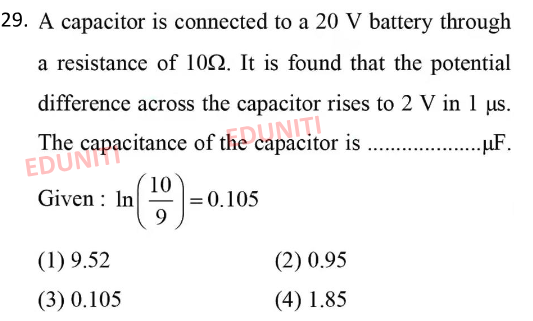 29. A capacitor is connected to a 20 V battery through
a resistance of 10Ω. It is found that the potential
difference across the capacitor rises to 2 V in 1 μs.
The capacitance of the capacitor is ....................μF.
EDUNITI
EDUNITI
Given : ln(10/9) = 0.105
(1) 9.52 (2) 0.95
(3) 0.105 (4) 1.85